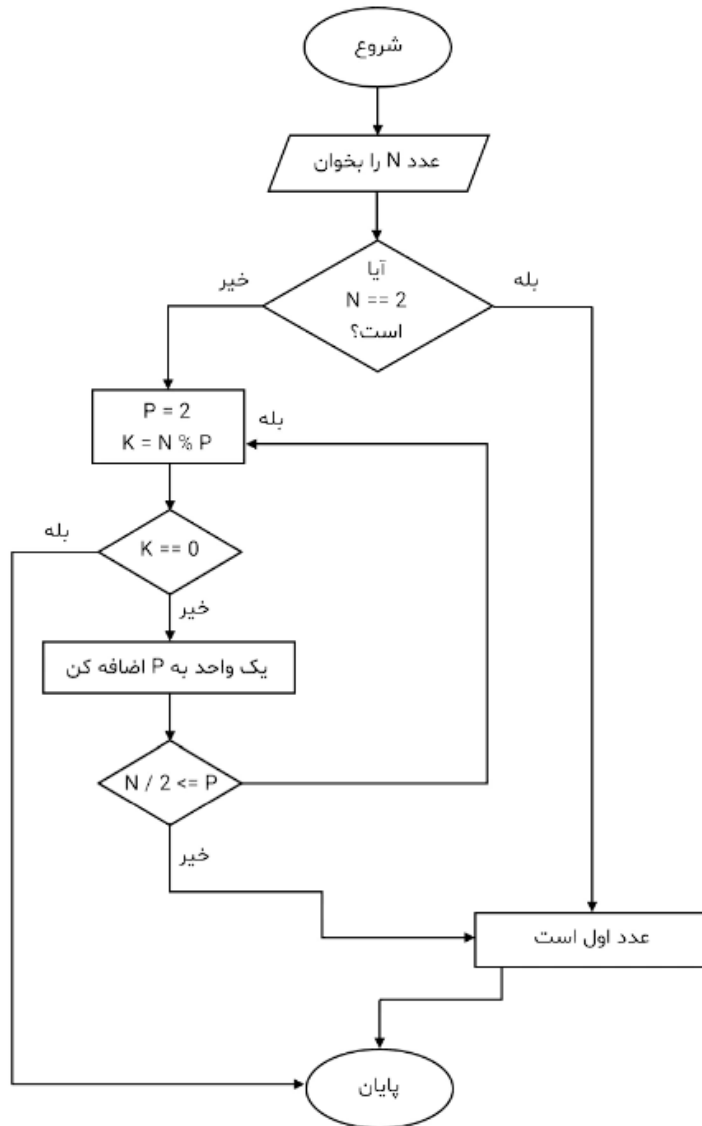 شروع
عدد N را بخوان
آیا
N == 2
است؟
خیر
بله
P = 2
K = N % P
بله
K == 0
بله
خیر
یک واحد به P اضافه کن
N / 2 <= P
خیر
عدد اول است
پایان